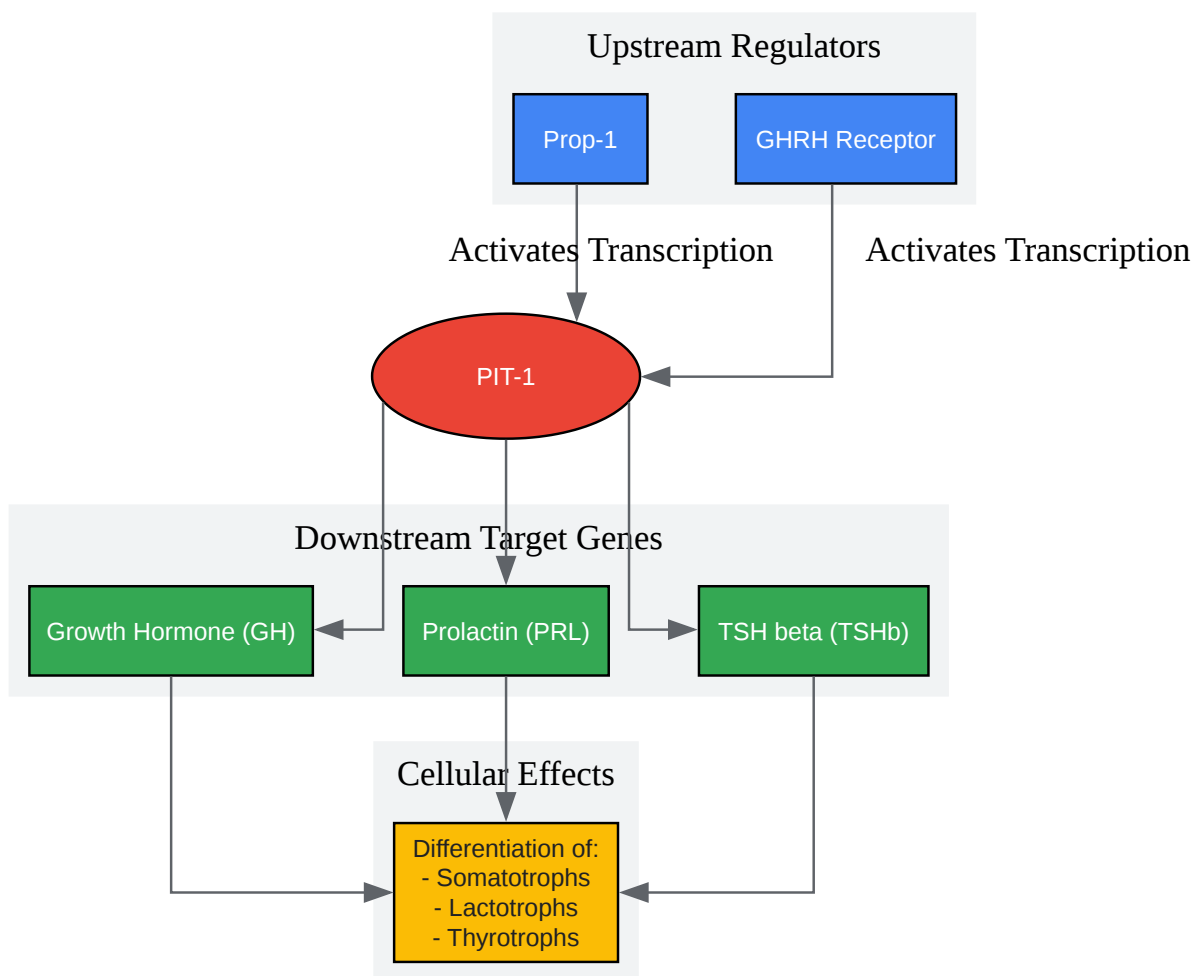 Upstream Regulators
Prop-1
GHRH Receptor
Activates Transcription
Activates Transcription
PIT-1
Downstream Target Genes
Growth Hormone (GH)
Prolactin (PRL)
TSH beta (TSHb)
Cellular Effects
Differentiation of:
- Somatotrophs
- Lactotrophs
- Thyrotrophs